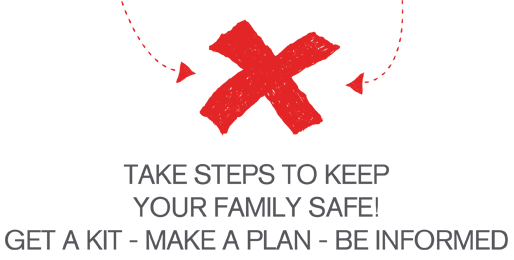 TAKE STEPS TO KEEP
YOUR FAMILY SAFE!
GET A KIT - MAKE A PLAN - BE INFORMED